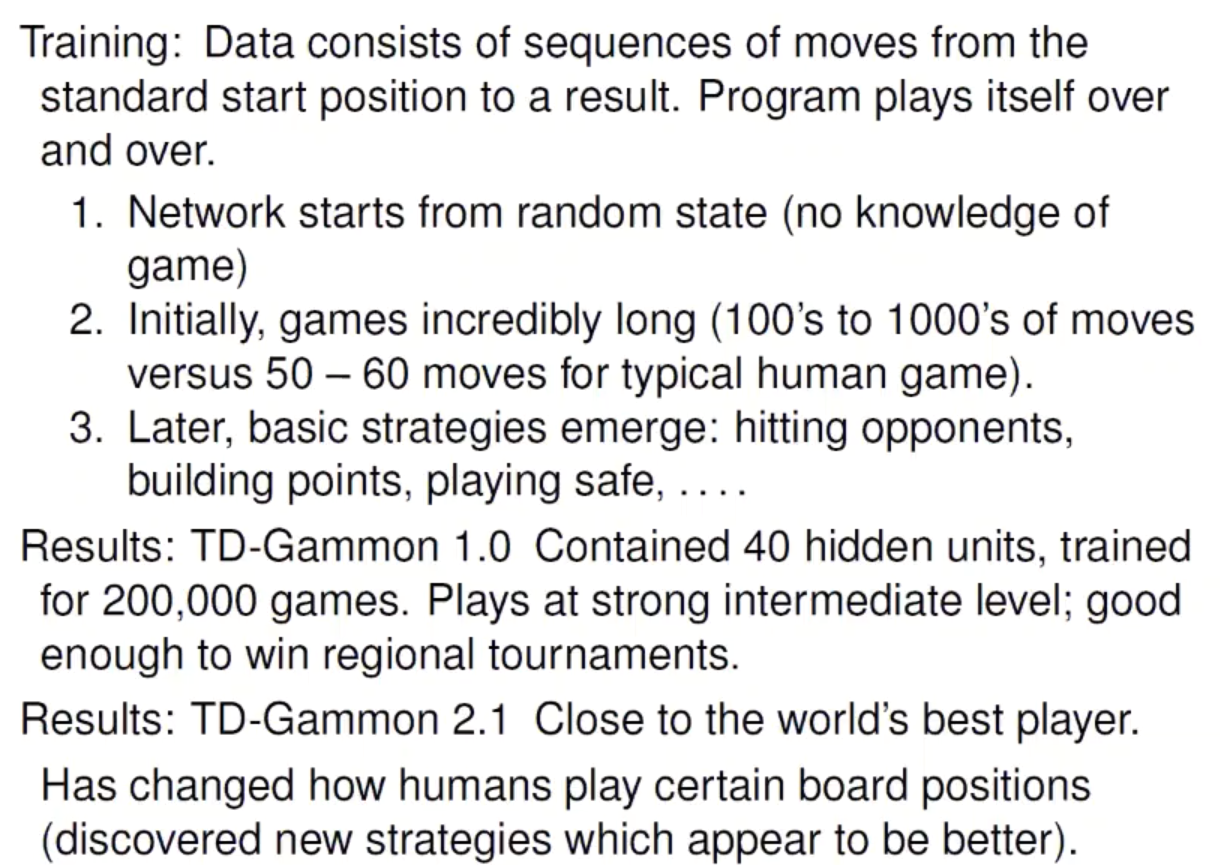 Training: Data consists of sequences of moves from the
standard start position to a result. Program plays itself over
and over.
1. Network starts from random state (no knowledge of
game)
2. Initially, games incredibly long (100's to 1000's of moves
versus 50 – 60 moves for typical human game).
3. Later, basic strategies emerge: hitting opponents,
building points, playing safe, . . . .
Results: TD-Gammon 1.0 Contained 40 hidden units, trained
for 200,000 games. Plays at strong intermediate level; good
enough to win regional tournaments.
Results: TD-Gammon 2.1 Close to the world's best player.
Has changed how humans play certain board positions
(discovered new strategies which appear to be better).